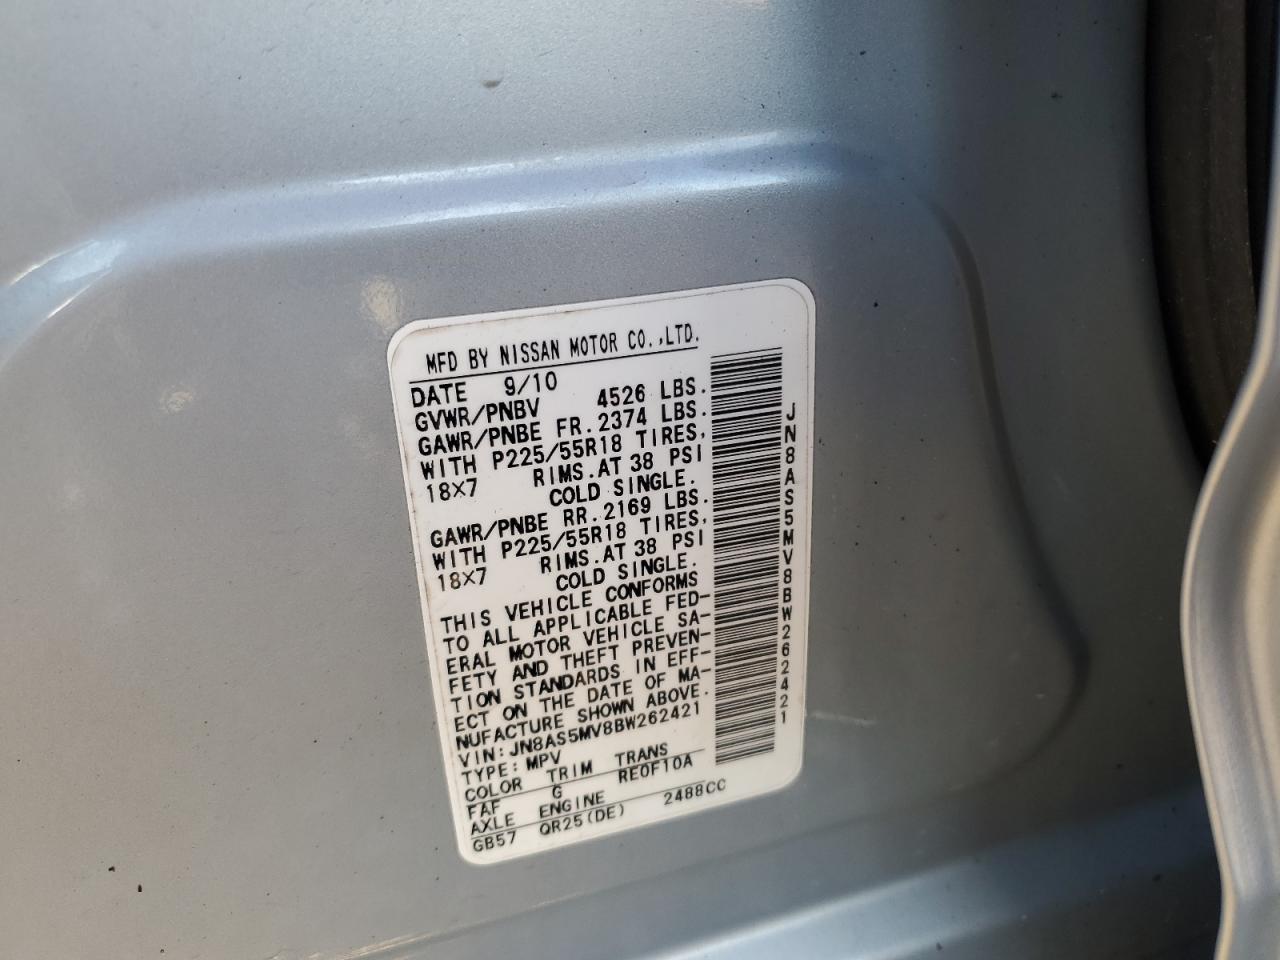 MFD BY NISSAN MOTOR CO.,LTD.
DATE 9/10
GVWR/PNBV 4526 LBS.
GAWR/PNBE FR. 2374 LBS.
WITH P225/55R18 TIRES,
18X7 RIMS.AT 38 PSI
COLD SINGLE.
GAWR/PNBE RR. 2169 LBS.
WITH P225/55R18 TIRES,
18X7 RIMS.AT 38 PSI
COLD SINGLE.
THIS VEHICLE CONFORMS
TO ALL APPLICABLE FED-
ERAL MOTOR VEHICLE SA-
FETY AND THEFT PREVEN-
TION STANDARDS IN EFF-
ECT ON THE DATE OF MA-
NUFACTURE SHOWN ABOVE.
VIN: JN8AS5MV8BW262421
TYPE: MPV
COLOR TRIM TRANS
FAF G RE0F10A
AXLE ENGINE
GB57 QR25(DE) 2488CC
JN8AS5MV8BW262421